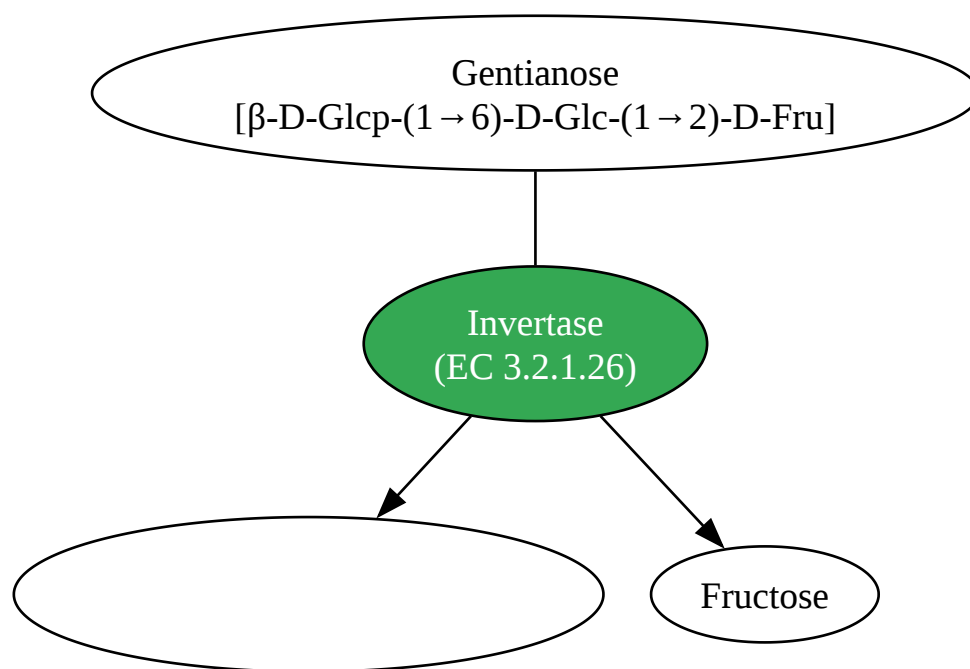 Gentianose
[β-D-Glcp-(1→6)-D-Glc-(1→2)-D-Fru]
Invertase
(EC 3.2.1.26)
Fructose